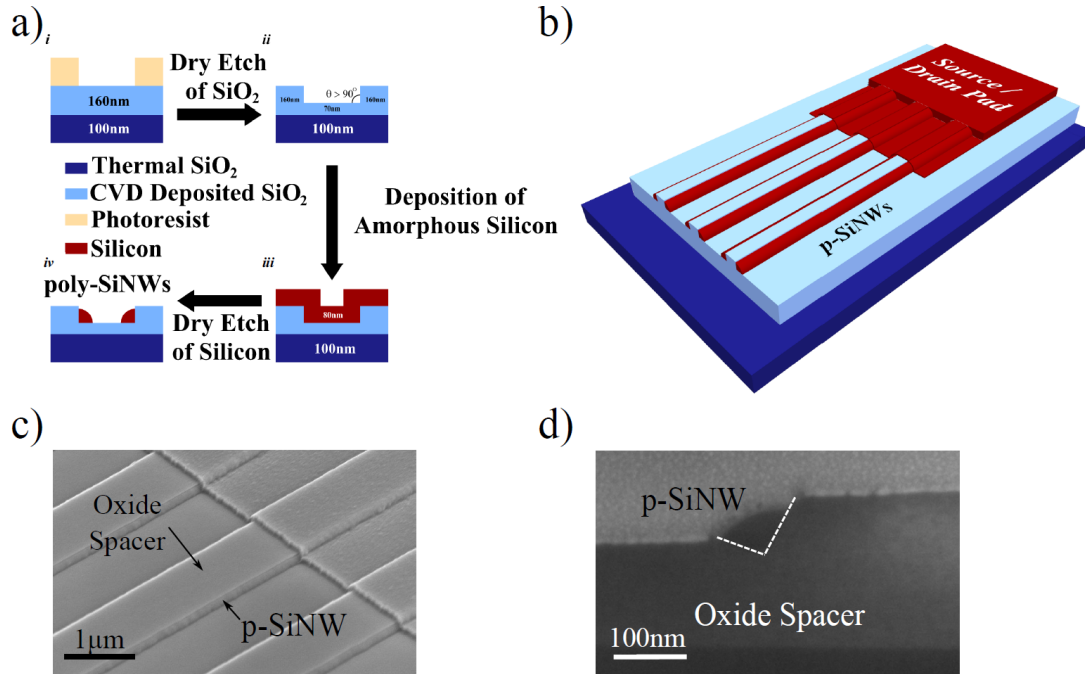 a)
i
ii
Dry Etch
of SiO₂
160nm
100nm
160nm
θ > 90°
160nm
70nm
100nm
Thermal SiO₂
CVD Deposited SiO₂
Photoresist
Silicon
Deposition of
Amorphous Silicon
iv
iii
poly-SiNWs
Dry Etch
of Silicon
80nm
100nm
b)
Source /
Drain Pad
p-SiNWs
c)
Oxide
Spacer
p-SiNW
1μm
d)
p-SiNW
Oxide Spacer
100nm